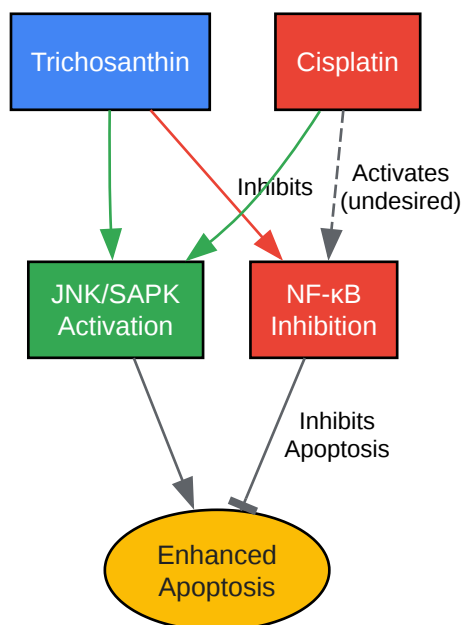 Trichosanthin
Cisplatin
Inhibits
Activates
(undesired)
JNK/SAPK
Activation
NF-κB
Inhibition
Inhibits
Apoptosis
Enhanced
Apoptosis